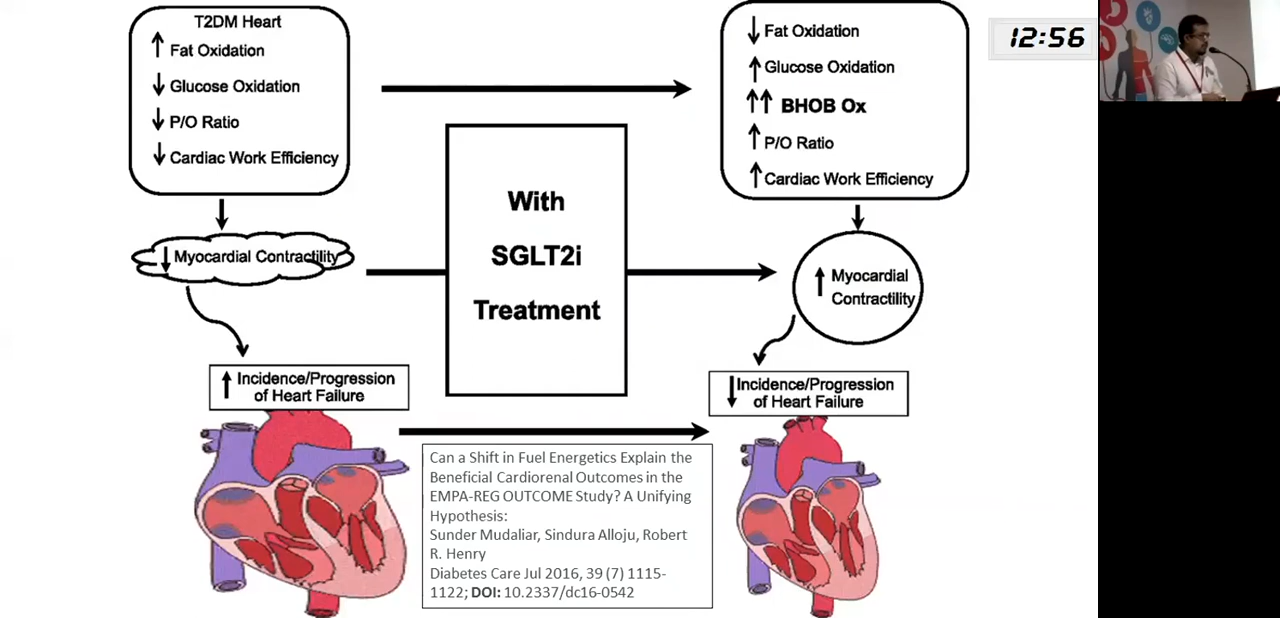 T2DM Heart
↑ Fat Oxidation
↓ Glucose Oxidation
↓ P/O Ratio
↓ Cardiac Work Efficiency
↓ Myocardial Contractility
↑ Incidence/Progression
of Heart Failure
With
SGLT2i
Treatment
↓ Fat Oxidation
↑ Glucose Oxidation
↑↑ BHOB Ox
↑ P/O Ratio
↑ Cardiac Work Efficiency
↑ Myocardial
Contractility
↓ Incidence/Progression
of Heart Failure
Can a Shift in Fuel Energetics Explain the
Beneficial Cardiorenal Outcomes in the
EMPA-REG OUTCOME Study? A Unifying
Hypothesis:
Sunder Mudaliar, Sindura Alloju, Robert
R. Henry
Diabetes Care Jul 2016, 39 (7) 1115-
1122; DOI: 10.2337/dc16-0542
12:56